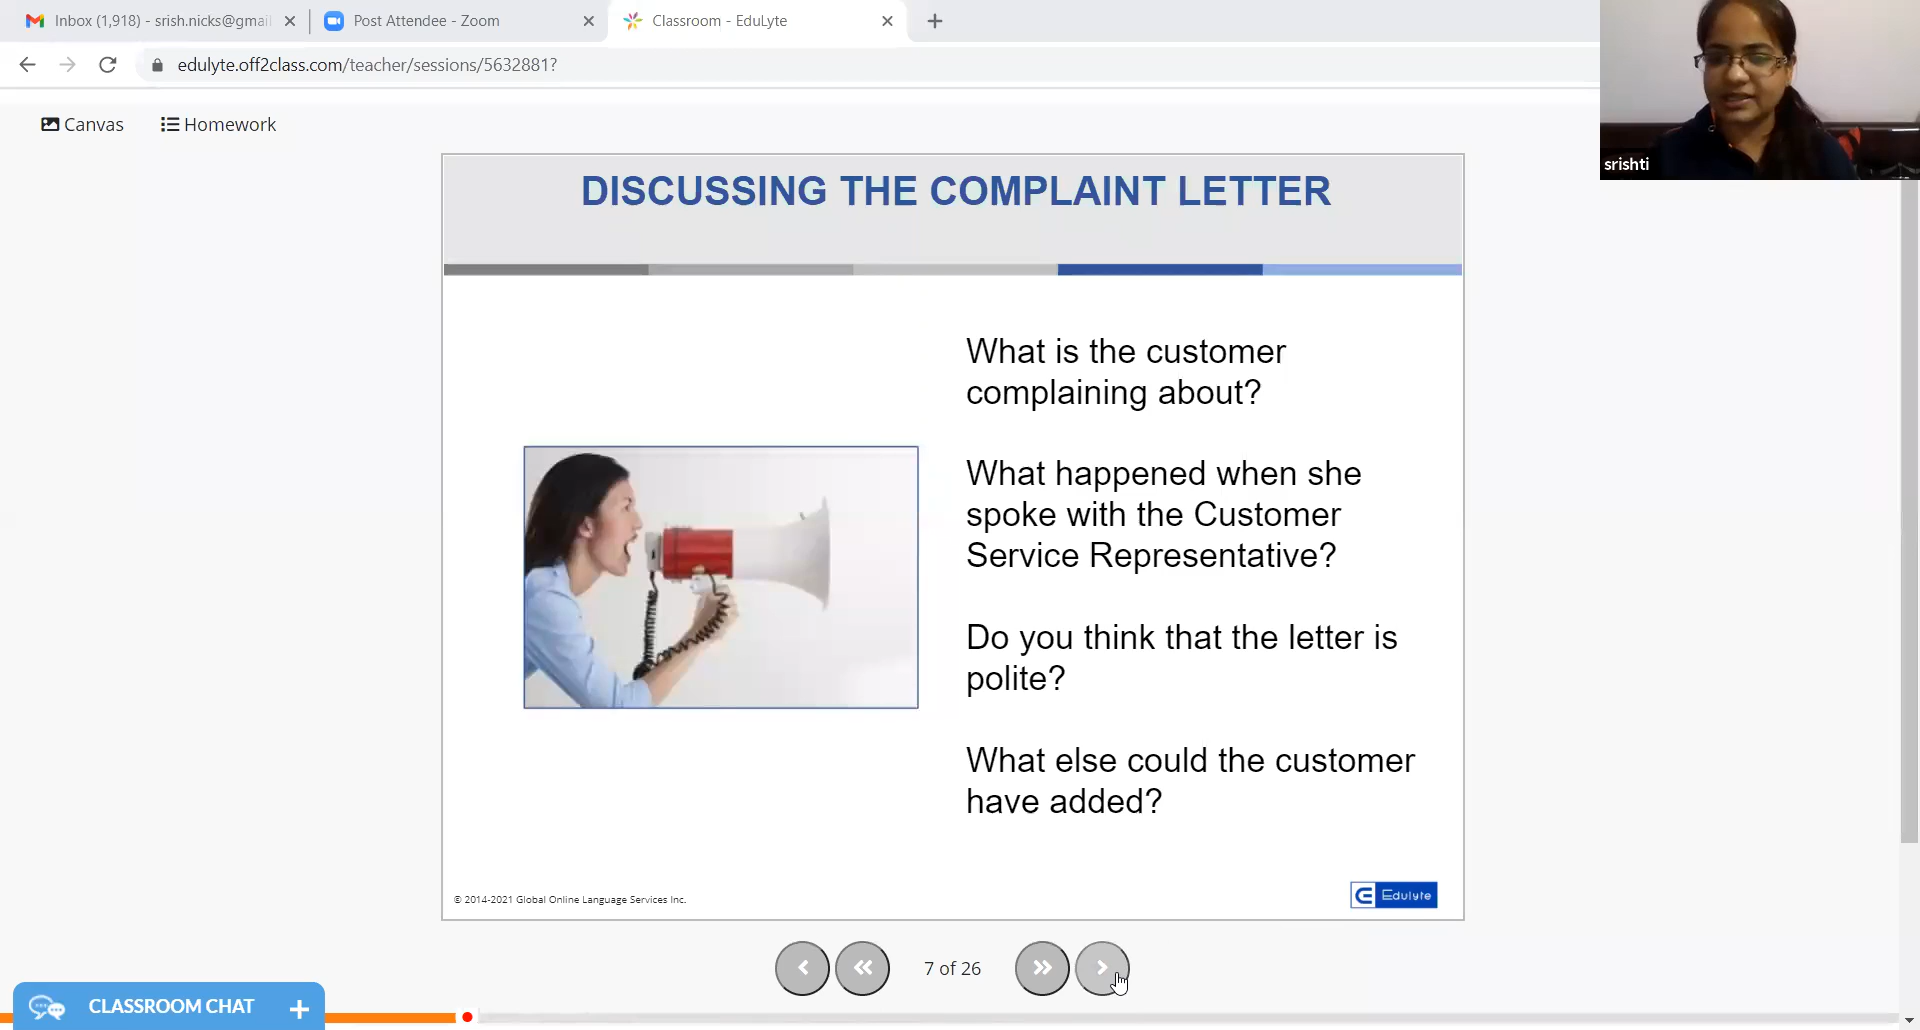 Inbox (1,918) - srish.nicks@gmai
Post Attendee - Zoom
Classroom - EduLyte
edulyte.off2class.com/teacher/sessions/5632881?
srishti
Canvas
Homework
DISCUSSING THE COMPLAINT LETTER
What is the customer
complaining about?
What happened when she
spoke with the Customer
Service Representative?
Do you think that the letter is
polite?
What else could the customer
have added?
© 2014-2021 Global Online Language Services Inc.
Edulyte
7 of 26
CLASSROOM CHAT +